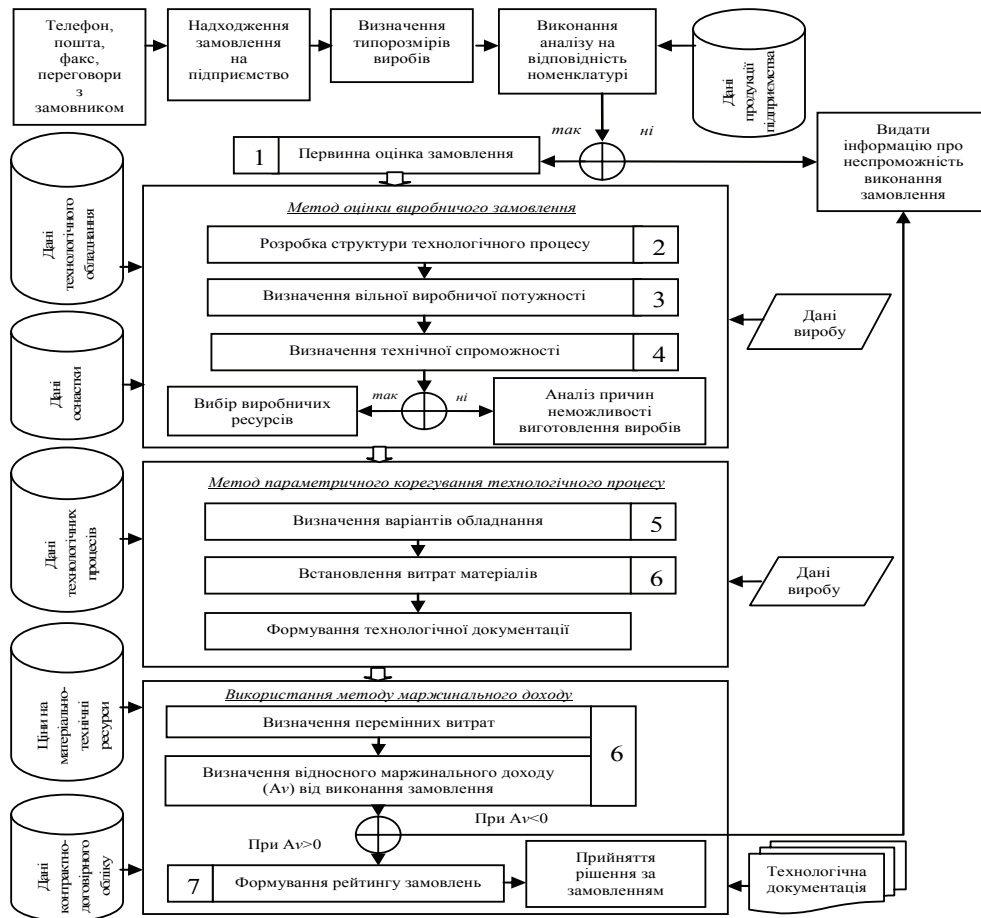 Телефон,
пошта,
факс,
переговори
з
замовником
Надходження
замовлення
на
підприємство
Визначення
типорозмірів
виробів
Виконання
аналізу на
відповідність
номенклатурі
Дані
продукції
підприємства
так
ні
1
Первинна оцінка замовлення
Видати
інформацію про
неспроможність
виконання
замовлення
Дані
технологічного
обладнання
Метод оцінки виробничого замовлення
Розробка структури технологічного процесу
2
Визначення вільної виробничої потужності
3
Дані
виробу
Визначення технічної спроможності
4
Дані
оснастки
так
ні
Вибір виробничих
ресурсів
Аналіз причин
неможливості
виготовлення виробів
Метод параметричного корегування технологічного процесу
Дані
технологічних
процесів
Визначення варіантів обладнання
5
Встановлення витрат матеріалів
6
Дані
виробу
Формування технологічної документації
Ціни на
матеріально-
технічні
ресурси
Використання методу маржинального доходу
Визначення перемінних витрат
6
Визначення відносного маржинального доходу
(Av) від виконання замовлення
При Av<0
При Av>0
Дані
контрактно-
договірного
обліку
7
Формування рейтингу замовлень
Прийняття
рішення за
замовленням
Технологічна
документація